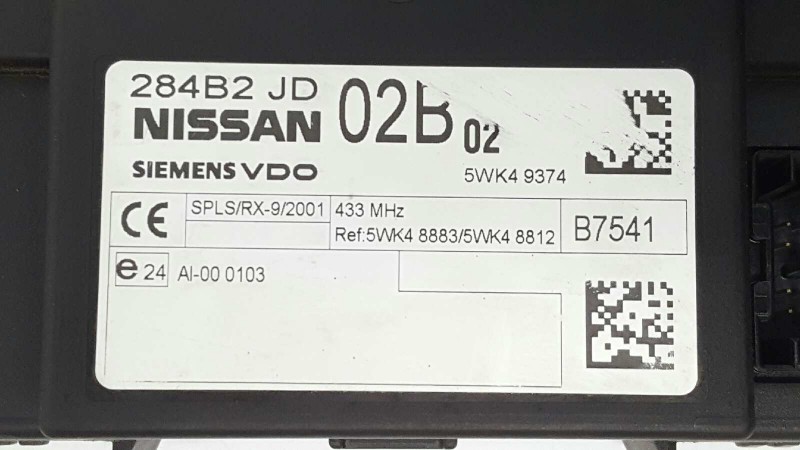 284B2 JD 02B 02
NISSAN
SIEMENS VDO
5WK4 9374
CE SPLS/RX-9/2001 433 MHz B7541
Ref:5WK4 8883/5WK4 8812
e 24 AI-00 0103